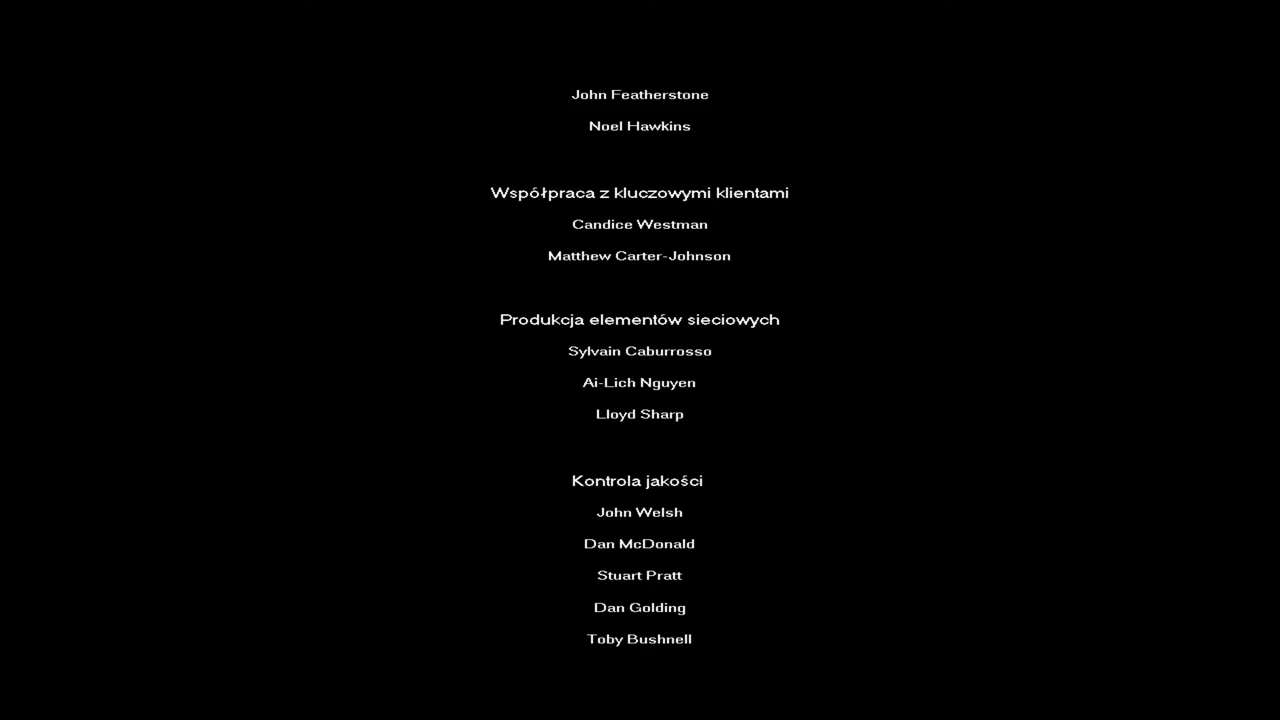 John Featherstone
Noel Hawkins
Współpraca z kluczowymi klientami
Candice Westman
Matthew Carter-Johnson
Produkcja elementów sieciowych
Sylvain Caburrosso
Ai-Lich Nguyen
Lloyd Sharp
Kontrola jakości
John Welsh
Dan McDonald
Stuart Pratt
Dan Golding
Toby Bushnell